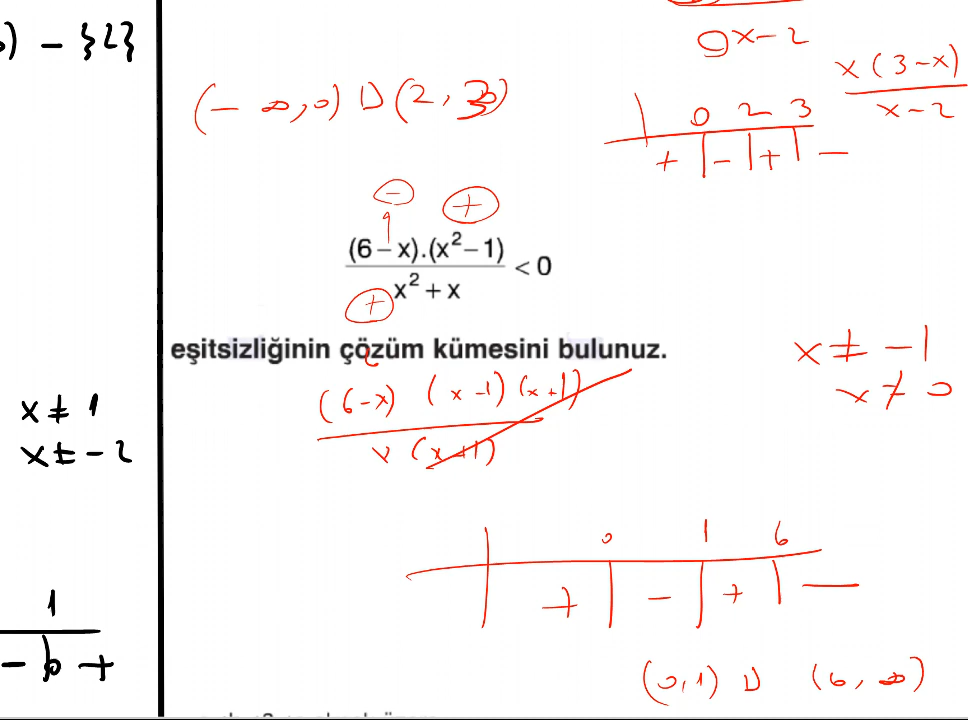 ) - {2}
9x-2
x(3-x)
x-2
(-∞,0) ∪ (2,3)
0 2 3
+ - + -
- +
(6-x).(x²-1) < 0
x²+x
+
eşitsizliğinin çözüm kümesini bulunuz.
x ≠ -1
x ≠ 0
(6-x) (x-1) (x+1)
x (x+1)
x ≠ 1
x ≠ -2
0 1 6
+ - + -
1
- 0 +
(0,1) ∪ (6,∞)